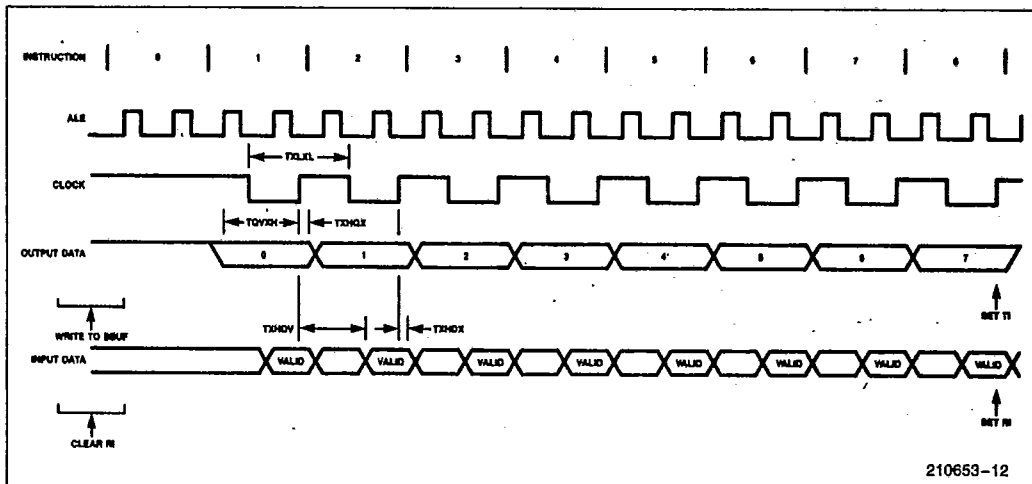 INSTRUCTION 0 1 2 3 4 5 6 7 8
ALE
TXLXL
CLOCK
TQVXH TXHQX
OUTPUT DATA 0 1 2 3 4 5 6 7
WRITE TO SBUF
SET TI
TXHDV TXHDX
INPUT DATA VALID VALID VALID VALID VALID VALID VALID VALID
CLEAR RI
SET RI
210653-12